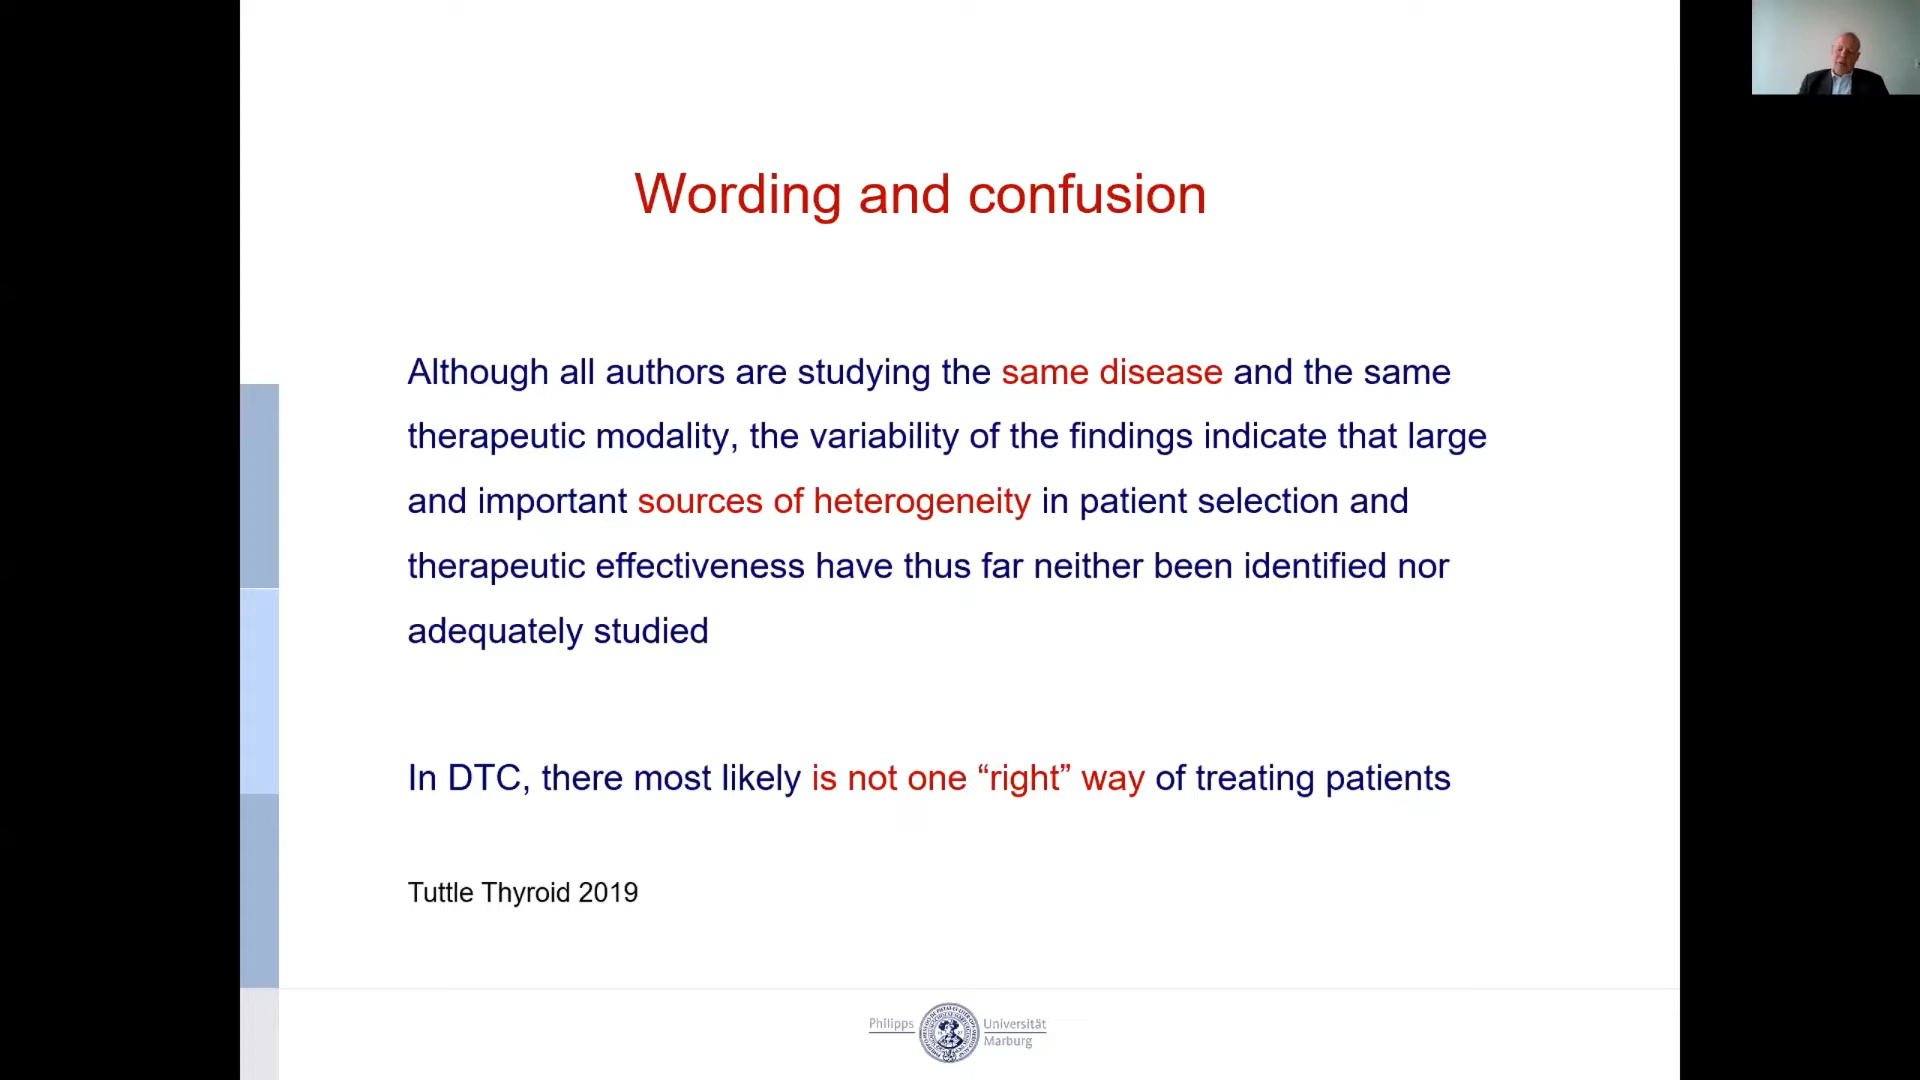 Wording and confusion
Although all authors are studying the same disease and the same
therapeutic modality, the variability of the findings indicate that large
and important sources of heterogeneity in patient selection and
therapeutic effectiveness have thus far neither been identified nor
adequately studied
In DTC, there most likely is not one “right” way of treating patients
Tuttle Thyroid 2019
Philipps Universität
Marburg